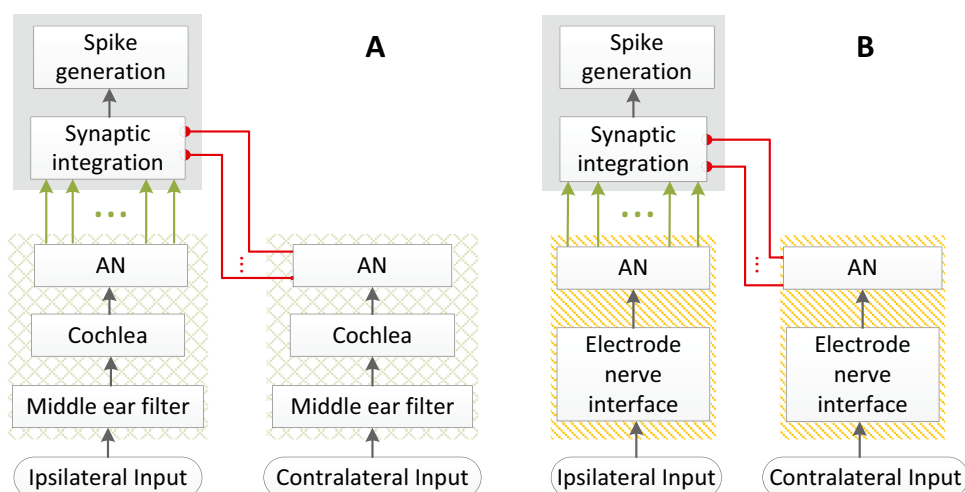 A
Spike
generation
Synaptic
integration
AN
Cochlea
Middle ear filter
Ipsilateral Input
AN
Cochlea
Middle ear filter
Contralateral Input
B
Spike
generation
Synaptic
integration
AN
Electrode
nerve
interface
Ipsilateral Input
AN
Electrode
nerve
interface
Contralateral Input